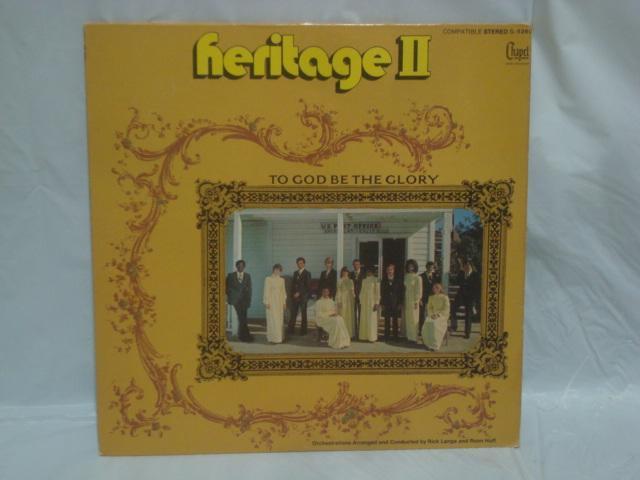 COMPATIBLE STEREO
Chapel
heritage II
TO GOD BE THE GLORY
OFFICE
Orchestrations Arranged and Conducted by Rick Lange and Ronn Huff